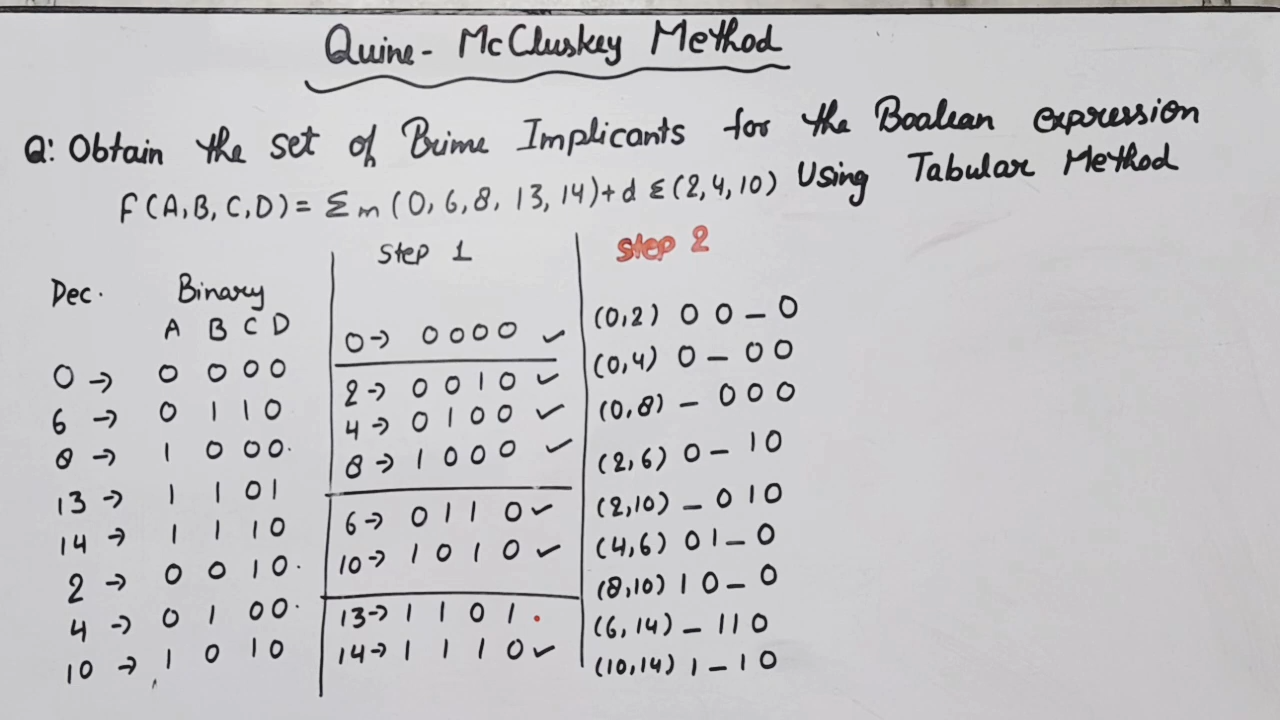 Quine- McCluskey Method
Q: Obtain the set of Prime Implicants for the Boolean expression
F(A,B,C,D)= Σm(0,6,8,13,14)+d Σ(2,4,10) Using Tabular Method
Step 1
Step 2
Dec. Binary
A B C D
0→ 0 0 0 0
6→ 0 1 1 0
8→ 1 0 0 0
13→ 1 1 0 1
14→ 1 1 1 0
2→ 0 0 1 0
4→ 0 1 0 0
10→ 1 0 1 0
0→ 0 0 0 0 ✓
2→ 0 0 1 0 ✓
4→ 0 1 0 0 ✓
8→ 1 0 0 0 ✓
6→ 0 1 1 0 ✓
10→ 1 0 1 0 ✓
13→ 1 1 0 1
14→ 1 1 1 0 ✓
(0,2) 0 0 – 0
(0,4) 0 – 0 0
(0,8) – 0 0 0
(2,6) 0 – 1 0
(2,10) – 0 1 0
(4,6) 0 1 – 0
(8,10) 1 0 – 0
(6,14) – 1 1 0
(10,14) 1 – 1 0